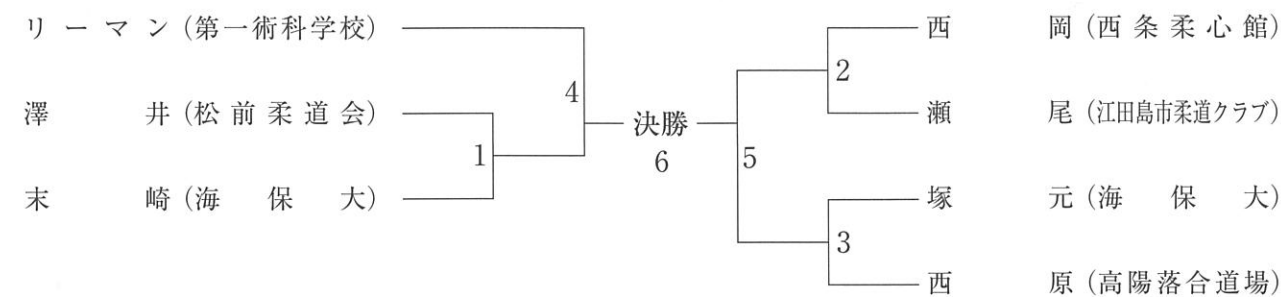 リーマン（第一術科学校）
澤井（松前柔道会）
末崎（海保大）
4
1
決勝
6
5
2
3
西岡（西条柔心館）
瀬尾（江田島市柔道クラブ）
塚元（海保大）
西原（高陽落合道場）